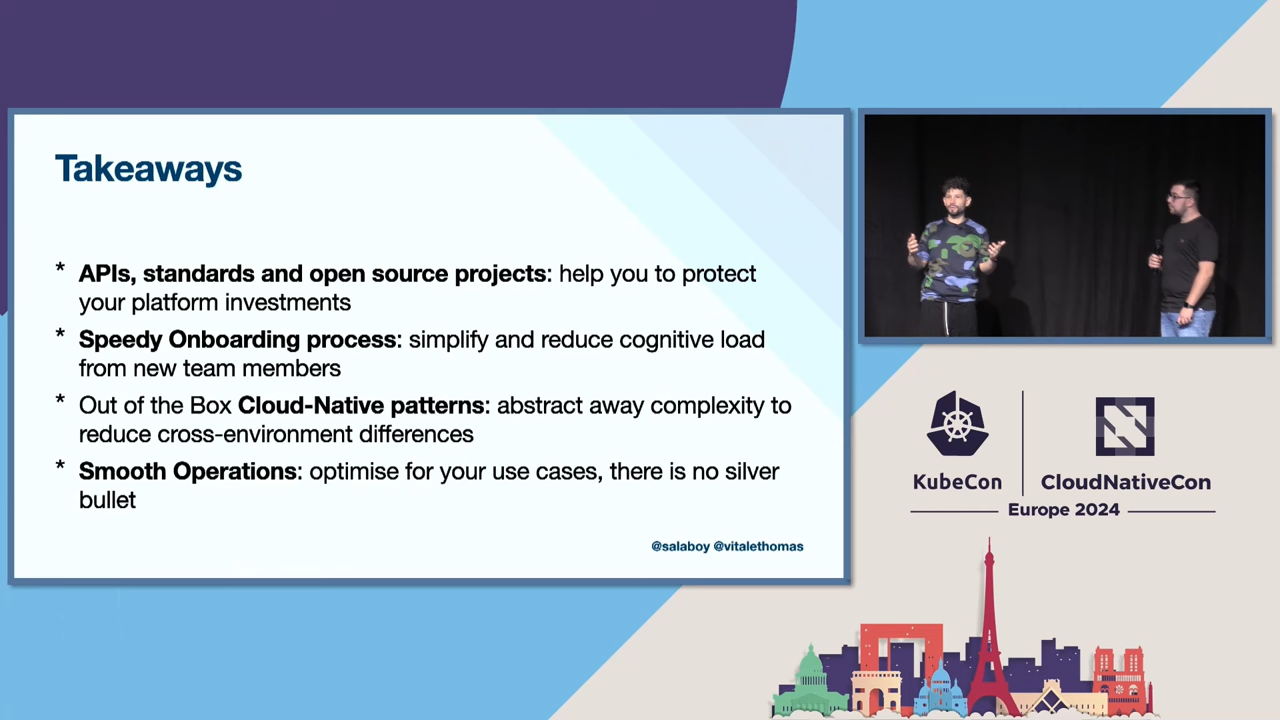 Takeaways
* APIs, standards and open source projects: help you to protect
your platform investments
* Speedy Onboarding process: simplify and reduce cognitive load
from new team members
* Out of the Box Cloud-Native patterns: abstract away complexity to
reduce cross-environment differences
* Smooth Operations: optimise for your use cases, there is no silver
bullet
@salaboy @vitalethomas
KubeCon
CloudNativeCon
Europe 2024